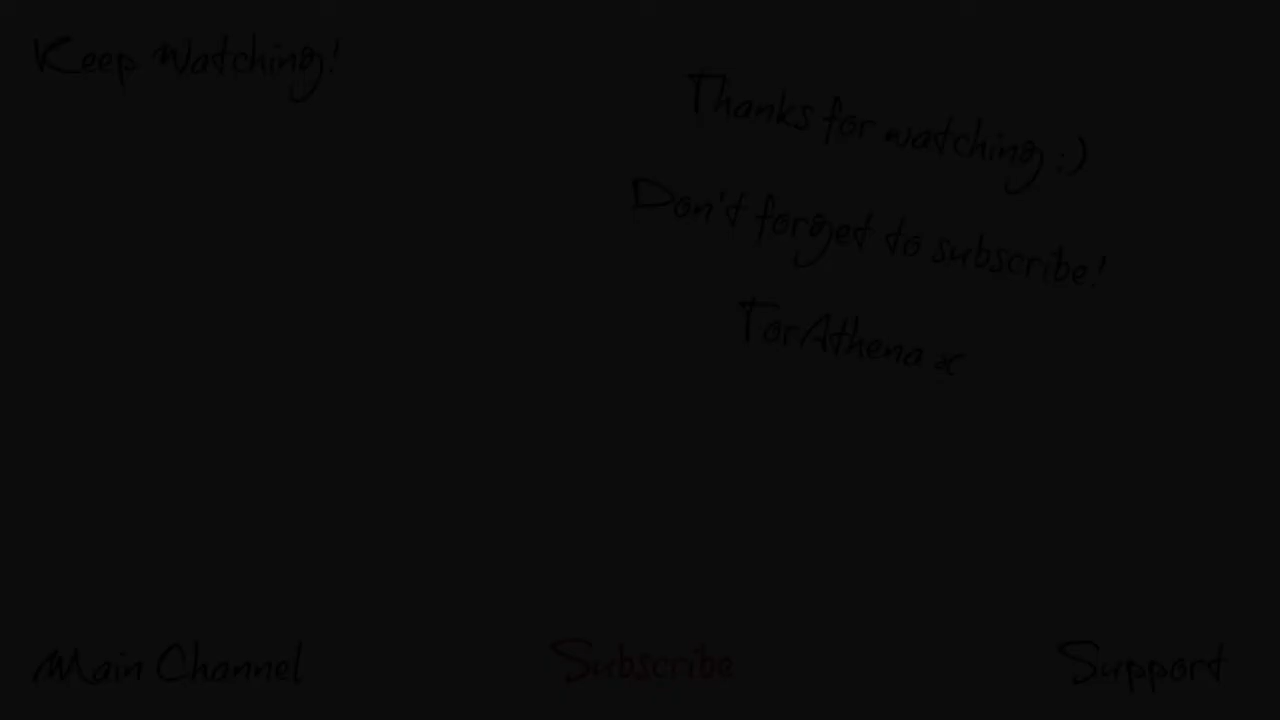 Keep Watching!
Thanks for watching :)
Don't forget to subscribe!
TorAthena x
Main Channel
Subscribe
Support